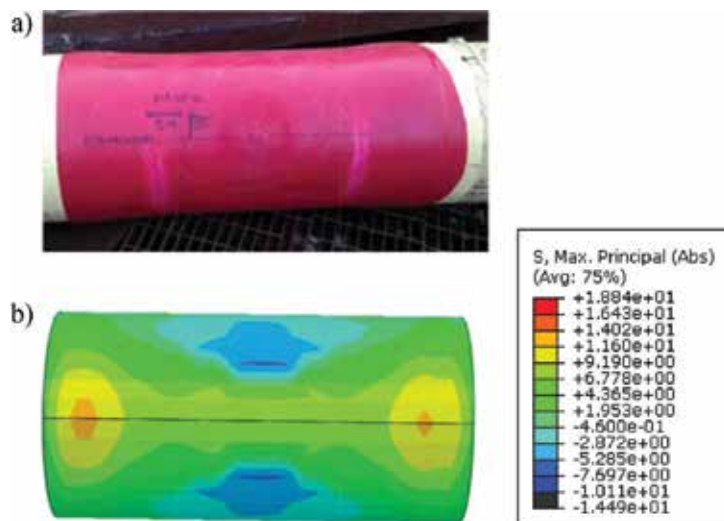 a)
b)
S, Max. Principal (Abs)
(Avg: 75%)
+1.884e+01
+1.643e+01
+1.402e+01
+1.160e+01
+9.190e+00
+6.778e+00
+4.365e+00
+1.953e+00
-4.600e-01
-2.872e+00
-5.285e+00
-7.697e+00
-1.011e+01
-1.449e+01